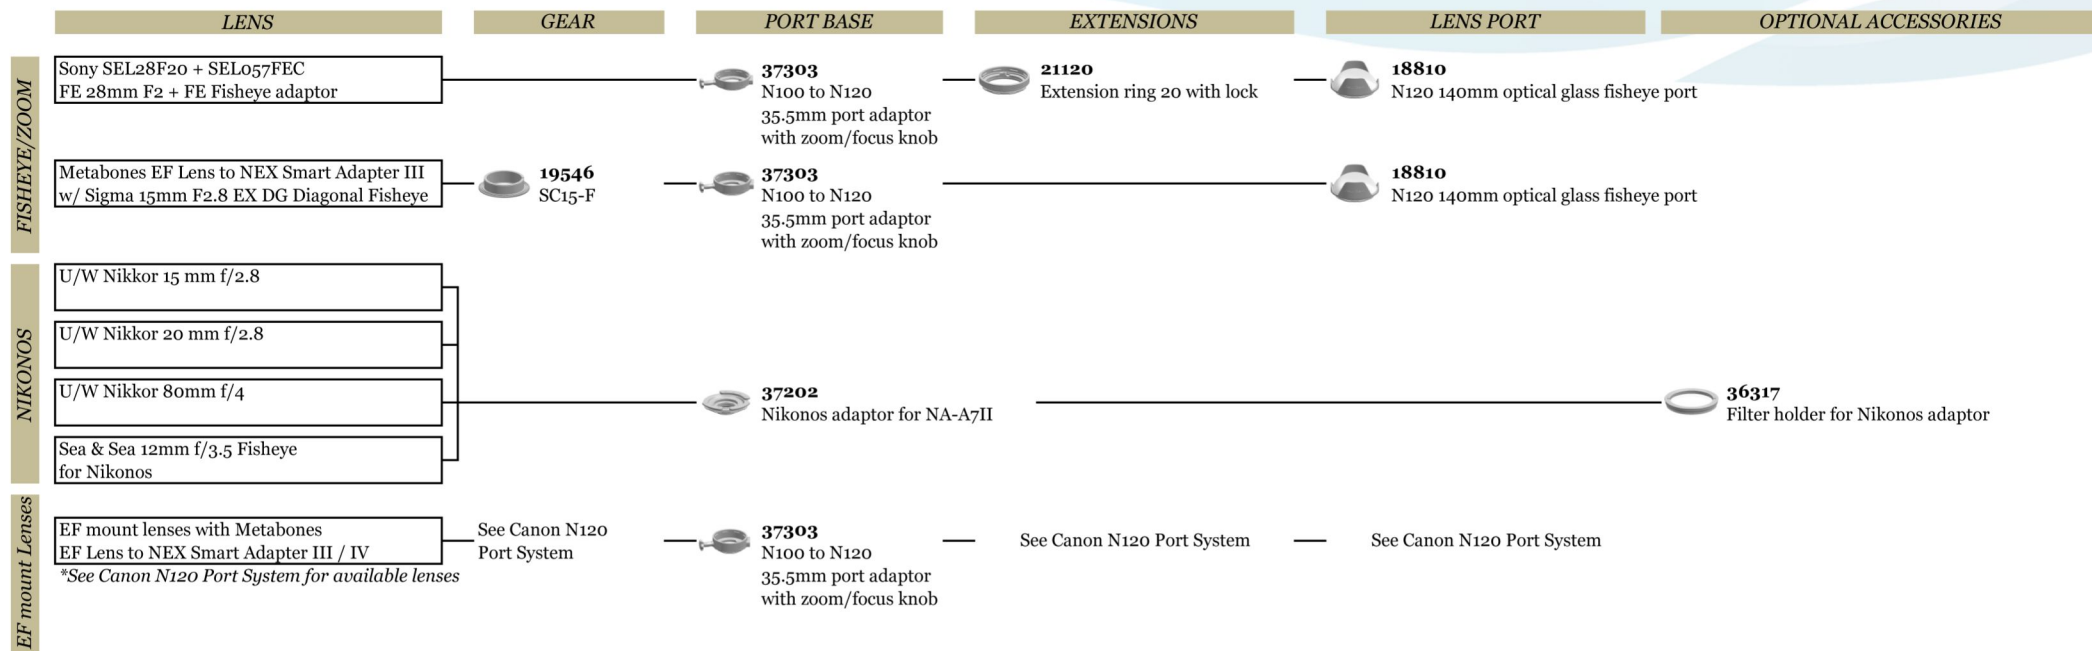 LENS
GEAR
PORT BASE
EXTENSIONS
LENS PORT
OPTIONAL ACCESSORIES
FISHEYE/ZOOM
Sony SEL28F20 + SEL057FEC
FE 28mm F2 + FE Fisheye adaptor
37303
N100 to N120
35.5mm port adaptor
with zoom/focus knob
21120
Extension ring 20 with lock
18810
N120 140mm optical glass fisheye port
Metabones EF Lens to NEX Smart Adapter III
w/ Sigma 15mm F2.8 EX DG Diagonal Fisheye
19546
SC15-F
37303
N100 to N120
35.5mm port adaptor
with zoom/focus knob
18810
N120 140mm optical glass fisheye port
NIKONOS
U/W Nikkor 15 mm f/2.8
U/W Nikkor 20 mm f/2.8
U/W Nikkor 80mm f/4
Sea & Sea 12mm f/3.5 Fisheye
for Nikonos
37202
Nikonos adaptor for NA-A7II
36317
Filter holder for Nikonos adaptor
EF mount Lenses
EF mount lenses with Metabones
EF Lens to NEX Smart Adapter III / IV
*See Canon N120 Port System for available lenses
See Canon N120
Port System
37303
N100 to N120
35.5mm port adaptor
with zoom/focus knob
See Canon N120 Port System
See Canon N120 Port System